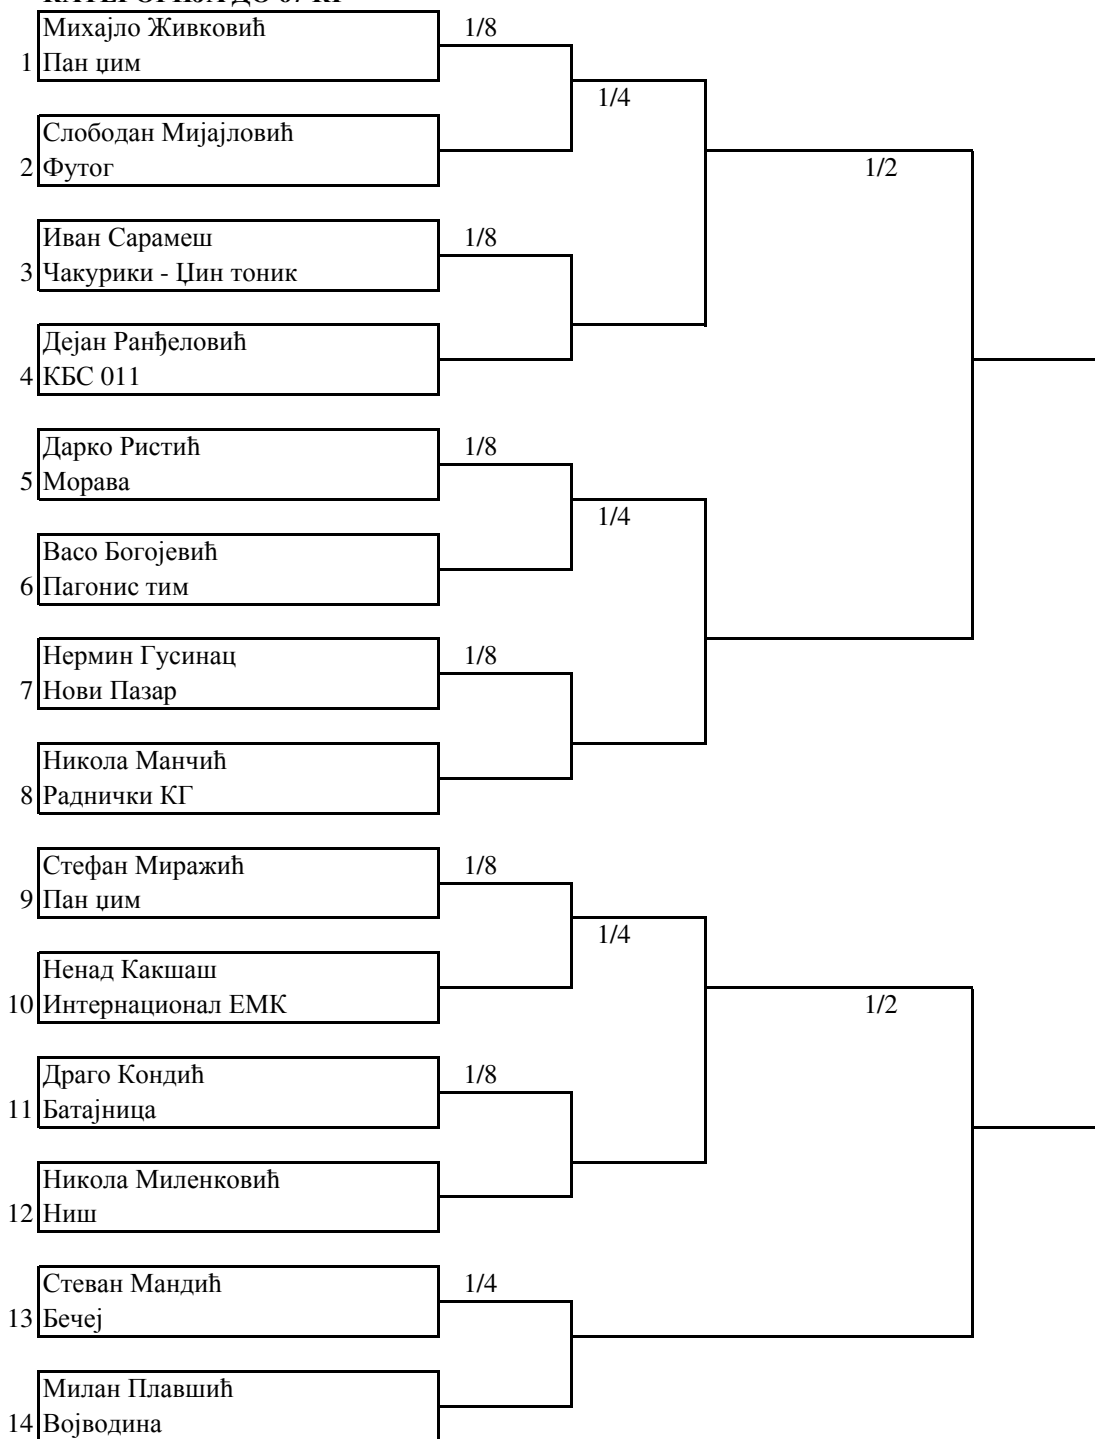 Михајло Живковић 1/8
1 Пан џим
1/4
Слободан Мијајловић
2 Футог 1/2
Иван Сарамеш 1/8
3 Чакурики - Џин тоник
Дејан Ранђеловић
4 КБС 011
Дарко Ристић 1/8
5 Морава
1/4
Васо Богојевић
6 Пагонис тим
Нермин Гусинац 1/8
7 Нови Пазар
Никола Манчић
8 Раднички КГ
Стефан Миражић 1/8
9 Пан џим
1/4
Ненад Какшаш
10 Интернационал ЕМК 1/2
Драго Кондић 1/8
11 Батајница
Никола Миленковић
12 Ниш
Стеван Мандић 1/4
13 Бечеј
Милан Плавшић
14 Војводина